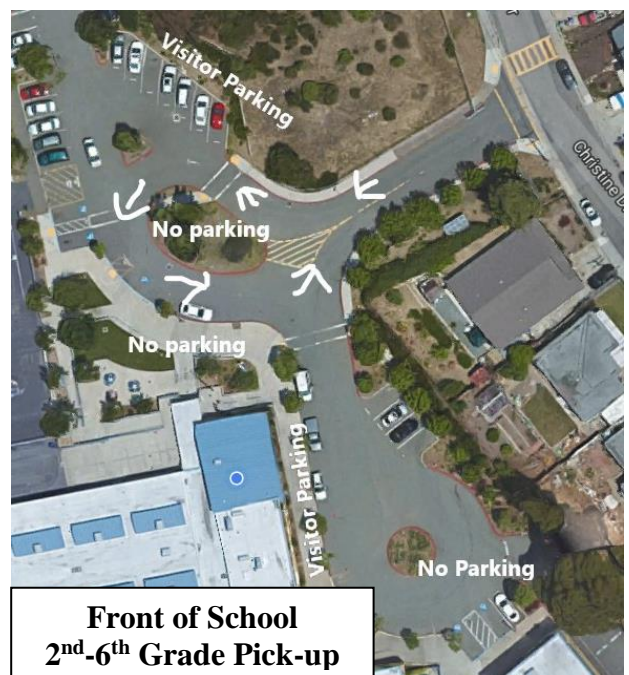 Visitor Parking
Christine D
No parking
No parking
Visitor Parking
No Parking
Front of School
2nd-6th Grade Pick-up